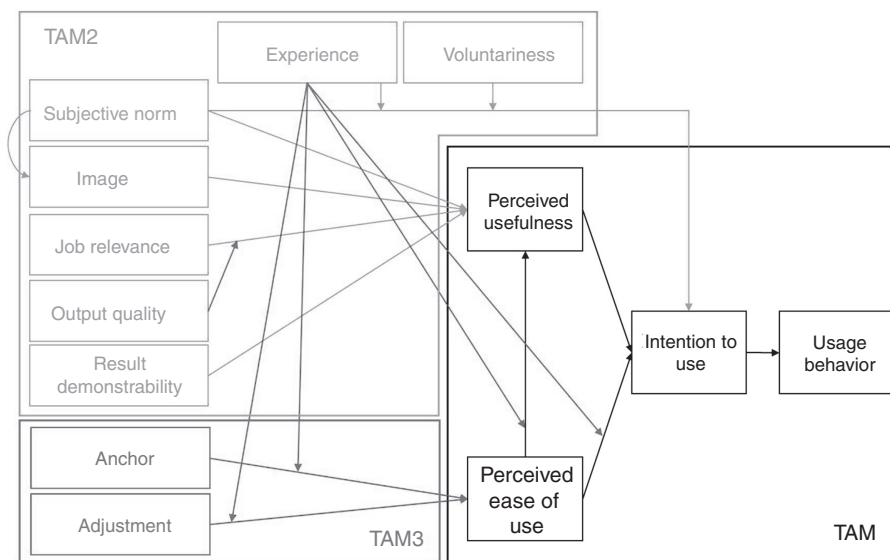 TAM2
Experience
Voluntariness
Subjective norm
Image
Job relevance
Output quality
Result
demonstrability
Perceived
usefulness
Intention to
use
Usage
behavior
Anchor
Adjustment
TAM3
Perceived
ease of
use
TAM